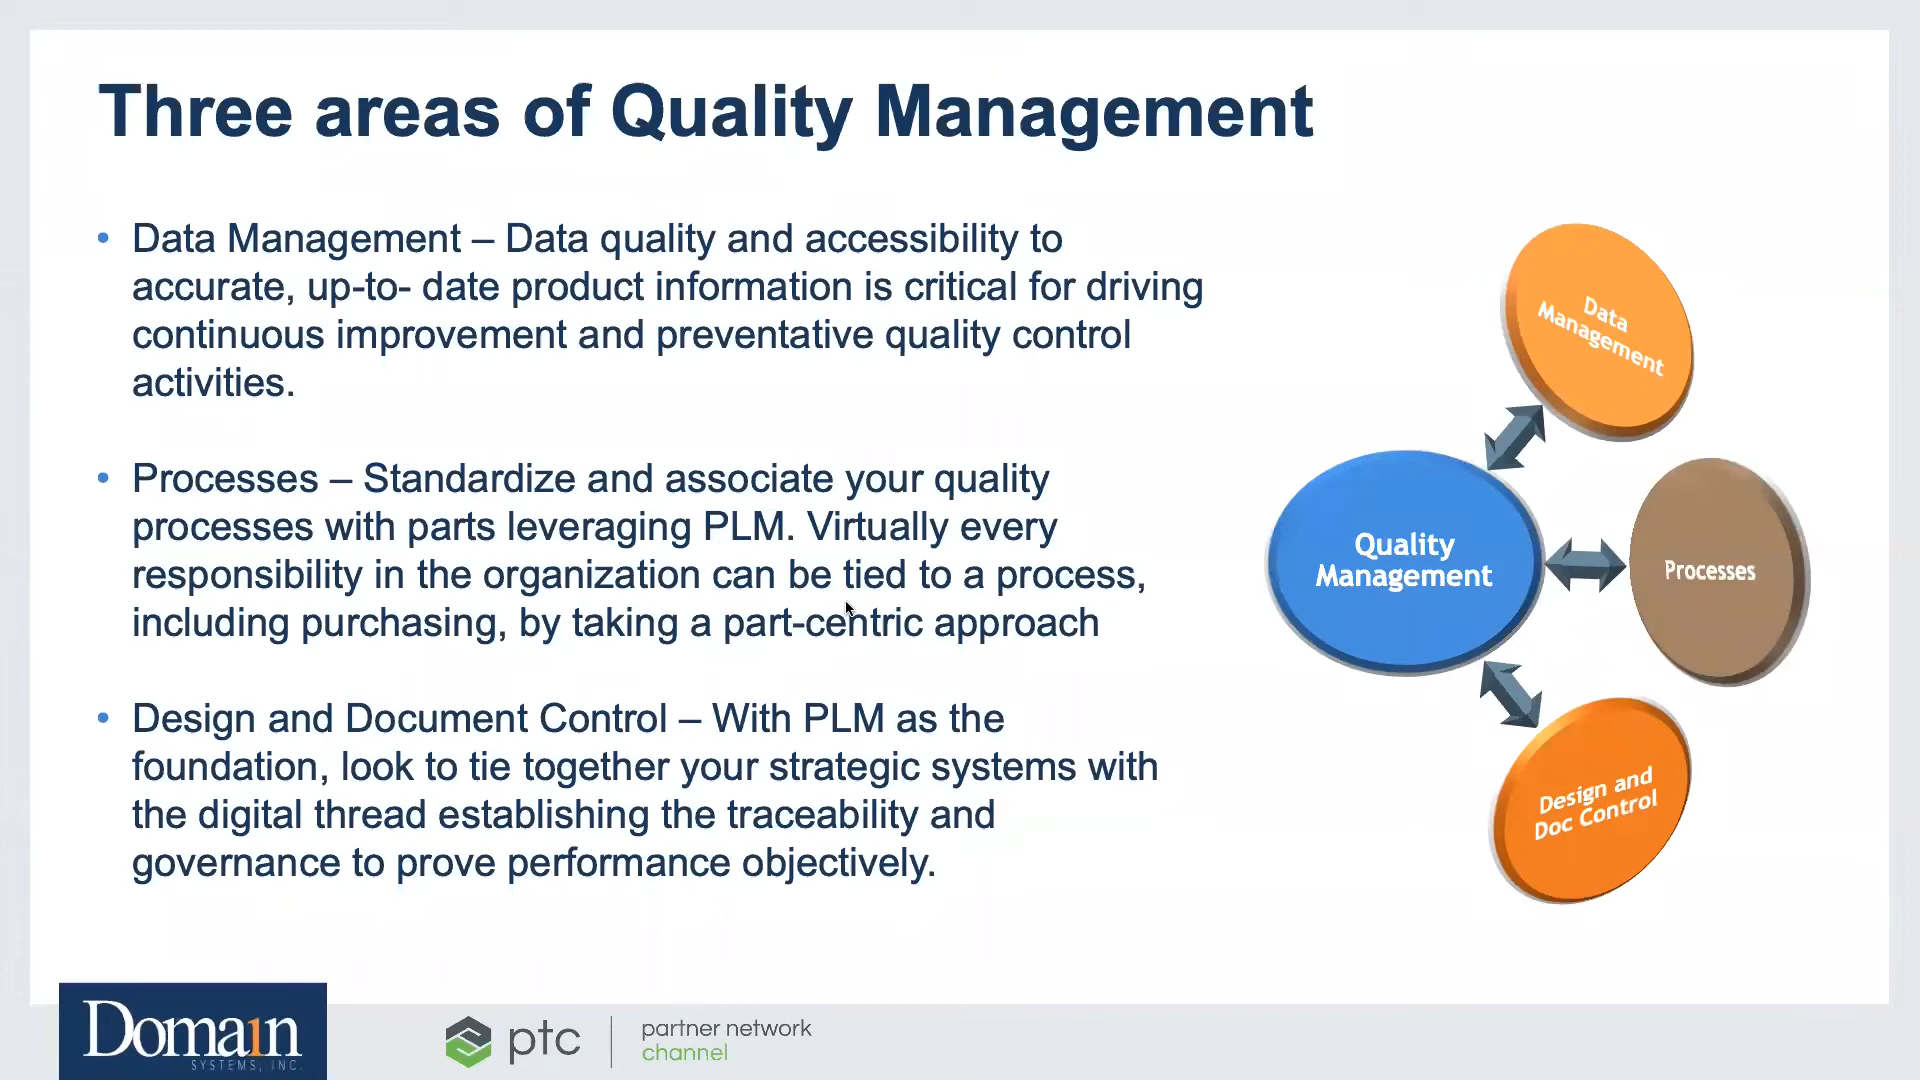 Three areas of Quality Management
• Data Management – Data quality and accessibility to
accurate, up-to- date product information is critical for driving
continuous improvement and preventative quality control
activities.
• Processes – Standardize and associate your quality
processes with parts leveraging PLM. Virtually every
responsibility in the organization can be tied to a process,
including purchasing, by taking a part-centric approach
• Design and Document Control – With PLM as the
foundation, look to tie together your strategic systems with
the digital thread establishing the traceability and
governance to prove performance objectively.
Data
Management
Quality
Management
Processes
Design and
Doc Control
Domain
SYSTEMS, INC.
ptc
partner network
channel